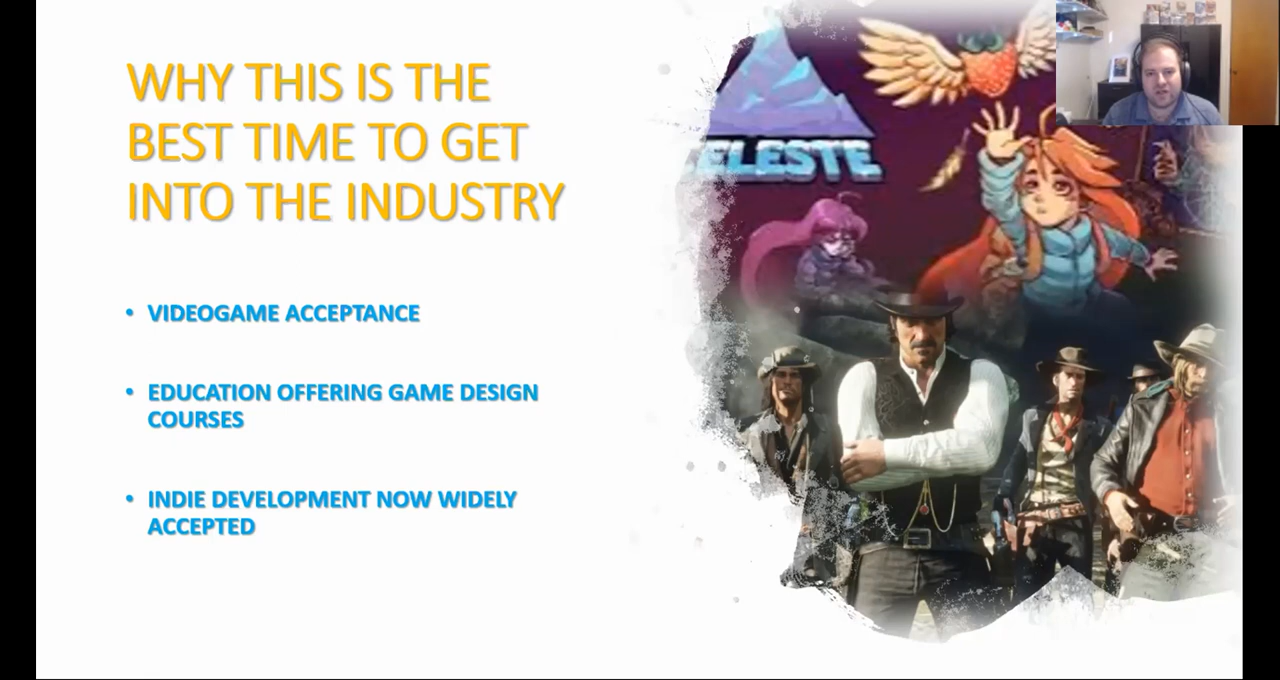 WHY THIS IS THE
BEST TIME TO GET
INTO THE INDUSTRY
• VIDEOGAME ACCEPTANCE
• EDUCATION OFFERING GAME DESIGN
COURSES
• INDIE DEVELOPMENT NOW WIDELY
ACCEPTED
ELESTE